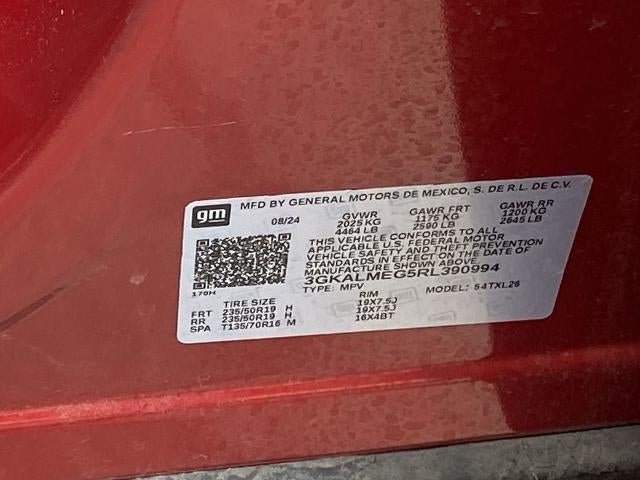 gm MFD BY GENERAL MOTORS DE MEXICO, S. DE R.L. DE C.V.
08/24 GVWR GAWR FRT GAWR RR
2025 KG 1175 KG 1200 KG
4464 LB 2590 LB 2645 LB
THIS VEHICLE CONFORMS TO ALL
APPLICABLE U.S. FEDERAL MOTOR
VEHICLE SAFETY AND THEFT PREVENTION
STANDARDS IN EFFECT ON THE DATE OF
MANUFACTURE SHOWN ABOVE.
3GKALMEG5RL390994
TYPE: MPV MODEL: 54TXL26
176H
TIRE SIZE RIM
FRT 235/50R19 H 19X7.5J
RR 235/50R19 H 19X7.5J
SPA T135/70R16 M 16X4BT